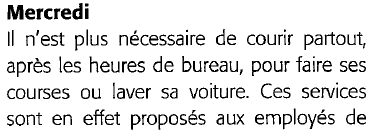 Mercredi
Il n'est plus nécessaire de courir partout,
après les heures de bureau, pour faire ses
courses ou laver sa voiture. Ces services
sont en effet proposés aux employés de